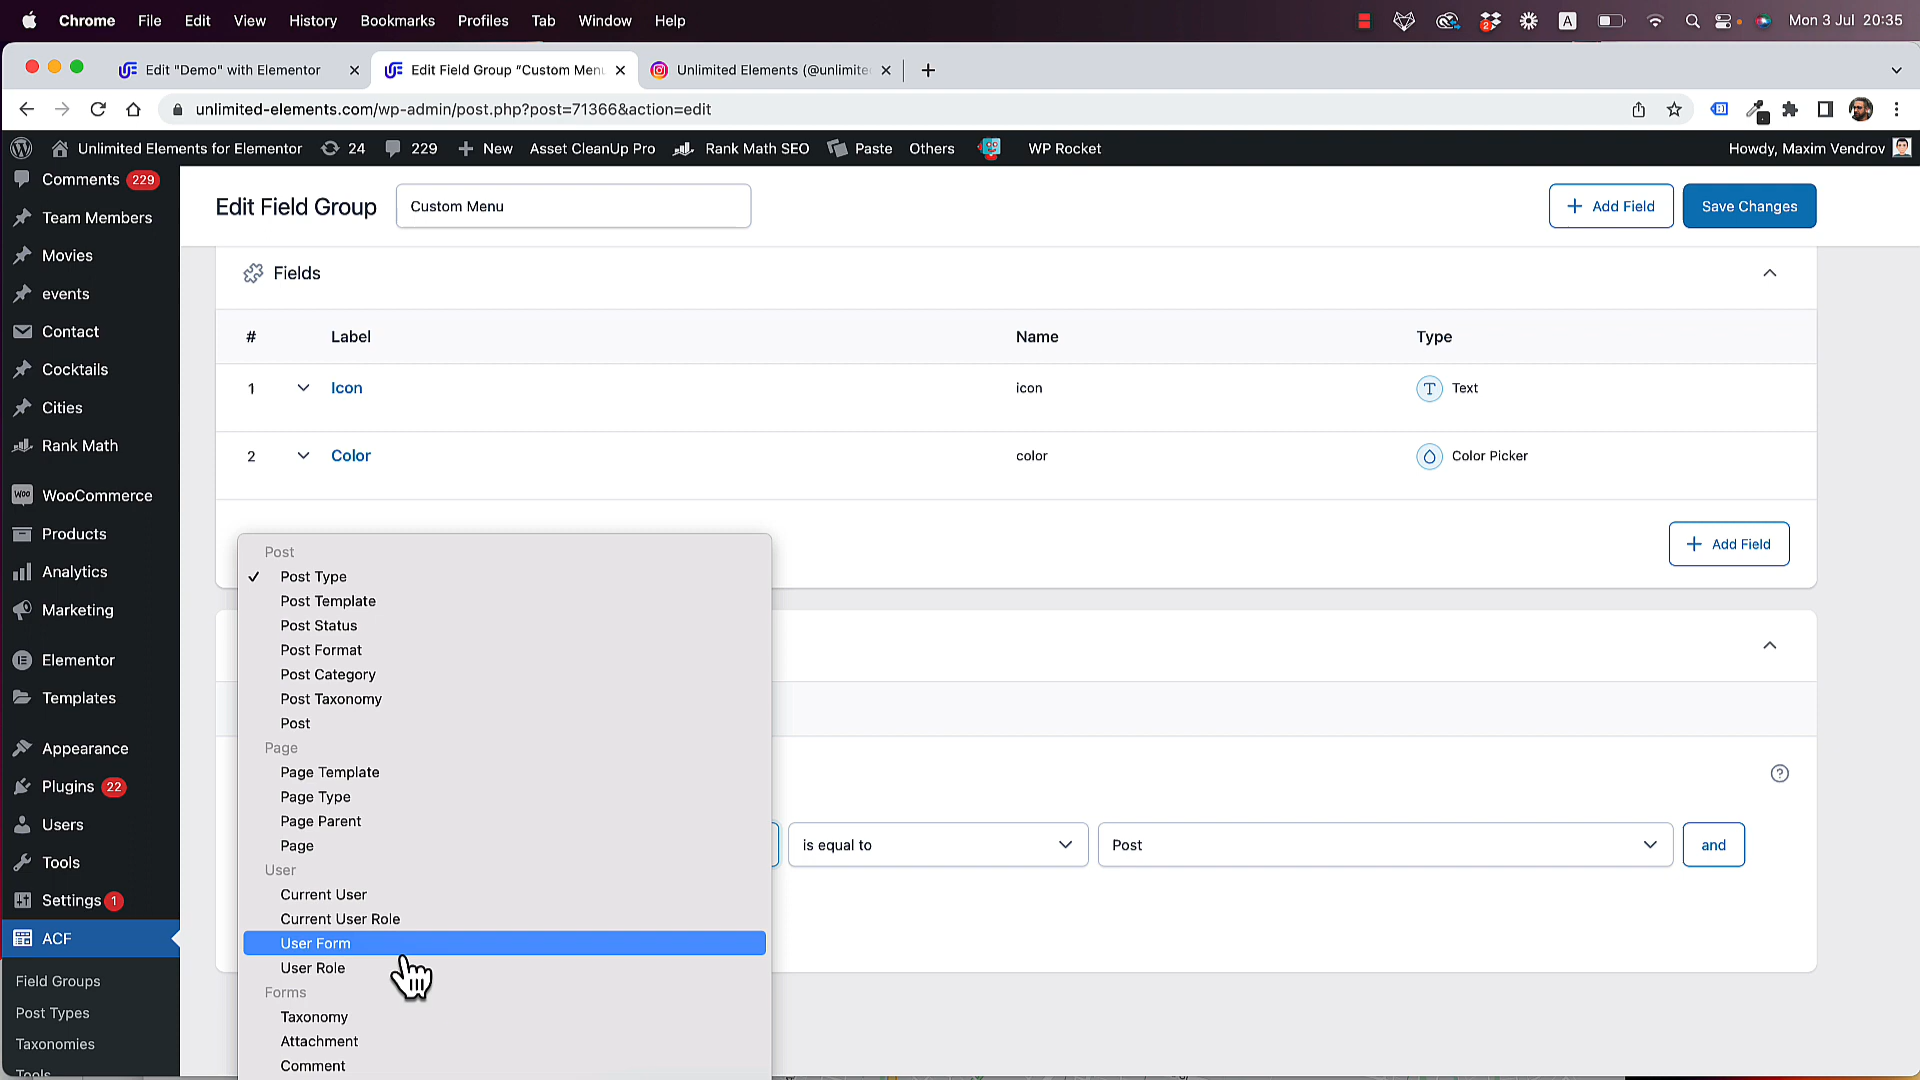 Chrome File Edit View History Bookmarks Profiles Tab Window Help
2 A Mon 3 Jul 20:35
Edit "Demo" with Elementor
Edit Field Group “Custom Menu
Unlimited Elements (@unlimite
unlimited-elements.com/wp-admin/post.php?post=71366&action=edit
Unlimited Elements for Elementor 24 229 New Asset CleanUp Pro Rank Math SEO Paste Others WP Rocket
Howdy, Maxim Vendrov
Comments 229
Team Members
Movies
events
Contact
Cocktails
Cities
Rank Math
WooCommerce
Products
Analytics
Marketing
Elementor
Templates
Appearance
Plugins 22
Users
Tools
Settings 1
ACF
Field Groups
Post Types
Taxonomies
Tools
Edit Field Group
Custom Menu
+ Add Field
Save Changes
Fields
# Label Name Type
1 Icon icon T Text
2 Color color Color Picker
+ Add Field
Post
✓ Post Type
Post Template
Post Status
Post Format
Post Category
Post Taxonomy
Post
Page
Page Template
Page Type
Page Parent
Page
User
Current User
Current User Role
User Form
User Role
Forms
Taxonomy
Attachment
Comment
?
is equal to
Post
and